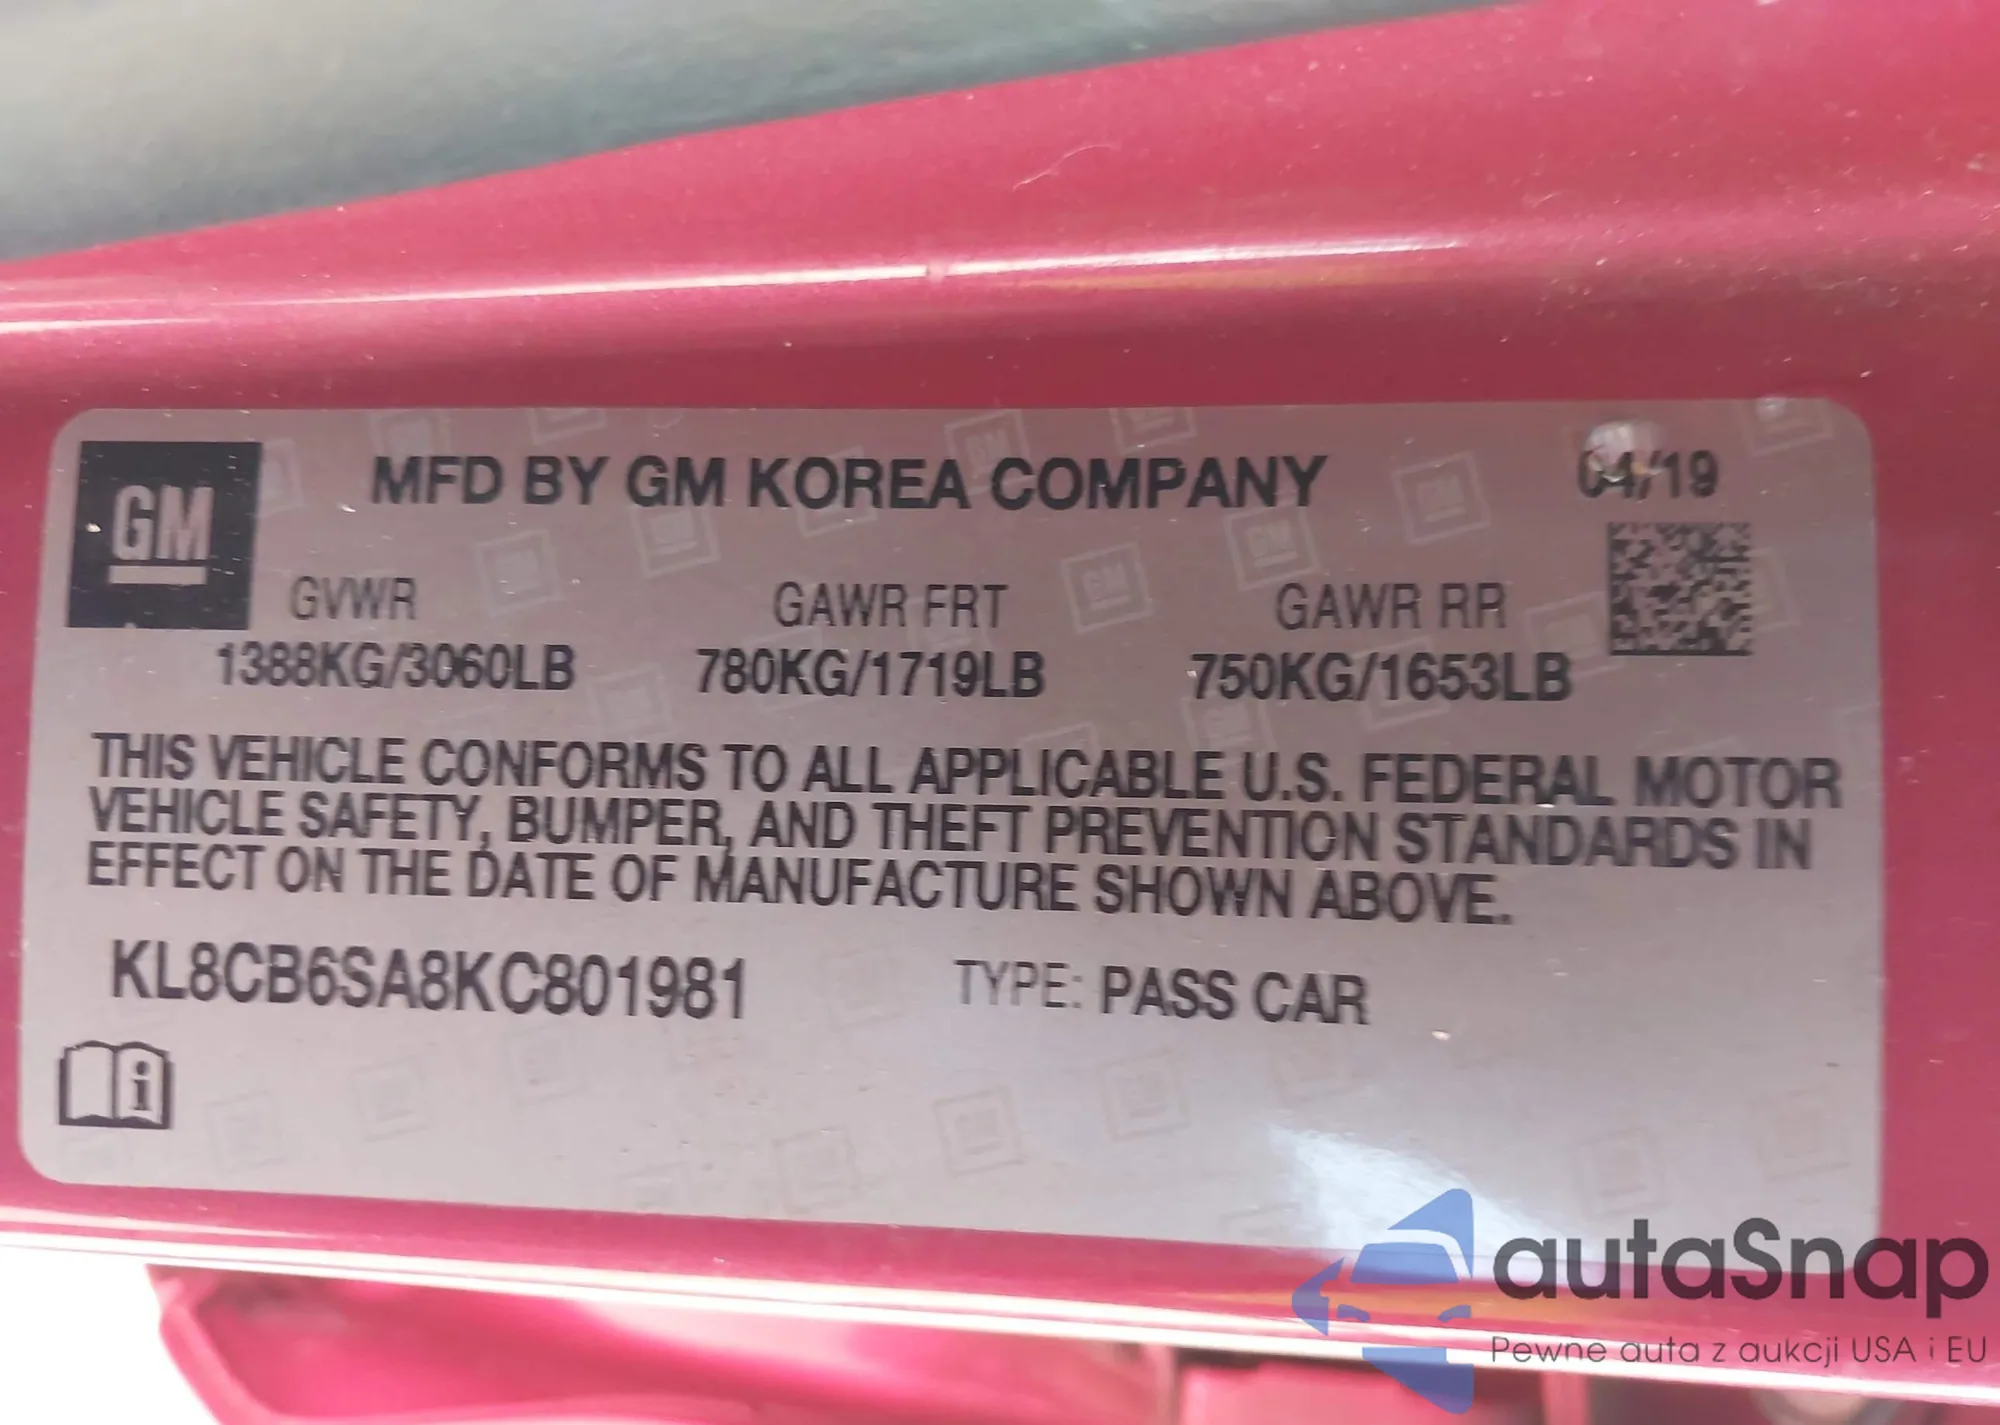 GM
MFD BY GM KOREA COMPANY 04/19
GVWR GAWR FRT GAWR RR
1388KG/3060LB 780KG/1719LB 750KG/1653LB
THIS VEHICLE CONFORMS TO ALL APPLICABLE U.S. FEDERAL MOTOR
VEHICLE SAFETY, BUMPER, AND THEFT PREVENTION STANDARDS IN
EFFECT ON THE DATE OF MANUFACTURE SHOWN ABOVE.
KL8CB6SA8KC801981 TYPE: PASS CAR
i
autaSnap
Pewne auta z aukcji USA i EU